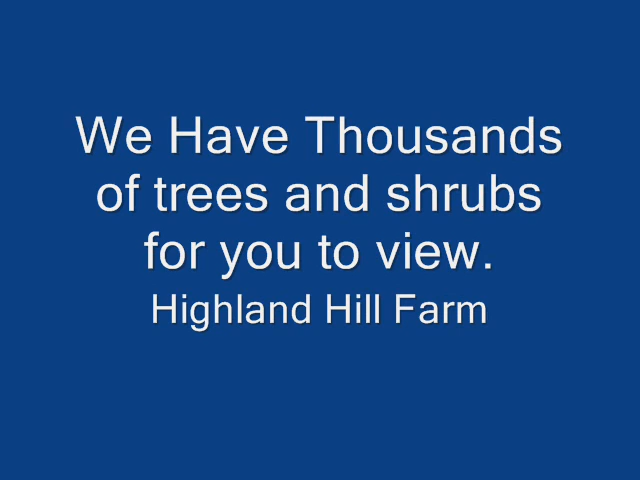 We Have Thousands
of trees and shrubs
for you to view.
Highland Hill Farm